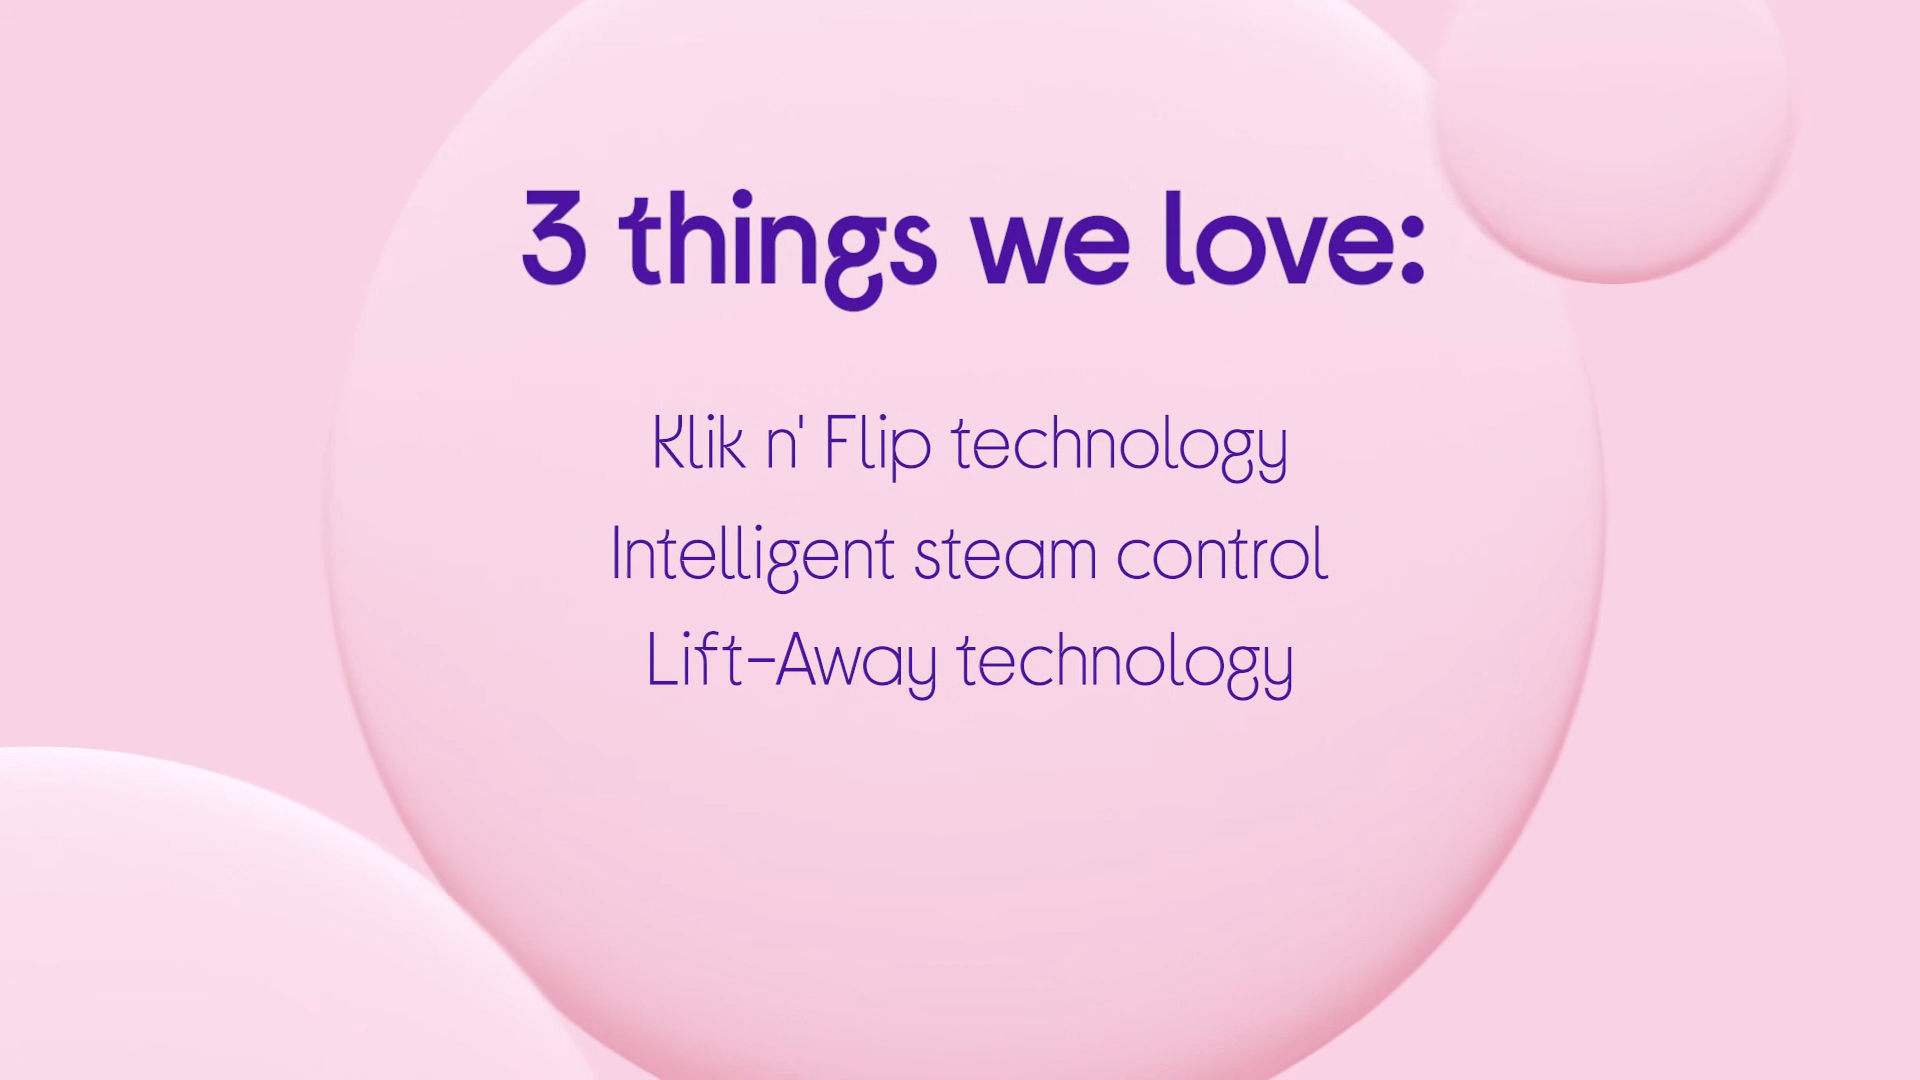 3 things we love:
Klik n' Flip technology
Intelligent steam control
Lift-Away technology